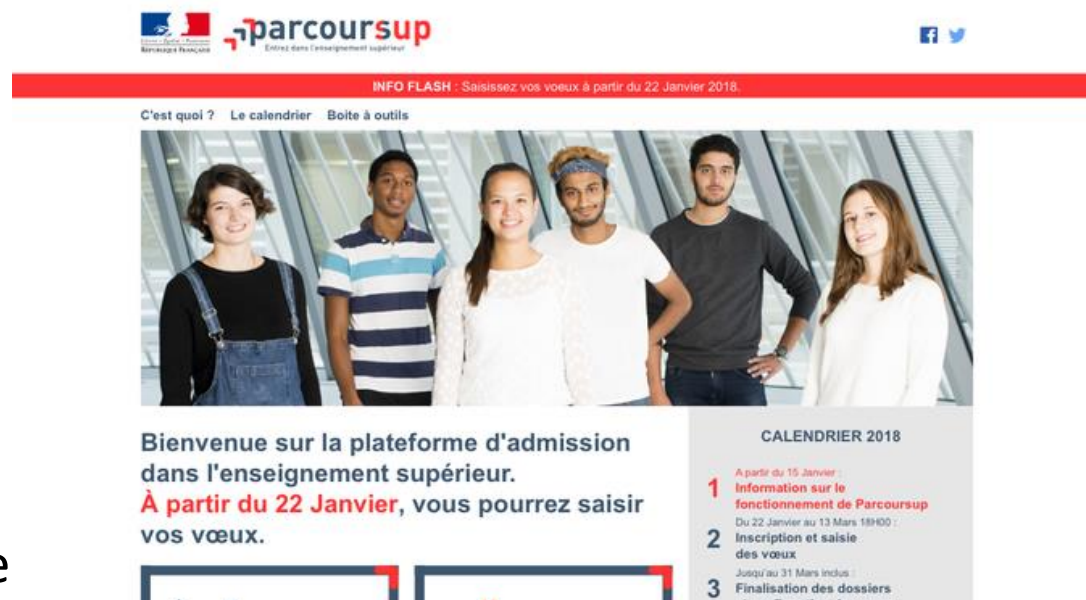 RÉPUBLIQUE FRANÇAISE
parcoursup
Entrez dans l'enseignement supérieur
INFO FLASH : Saisissez vos voeux à partir du 22 Janvier 2018.
C'est quoi ? Le calendrier Boite à outils
Bienvenue sur la plateforme d'admission
dans l'enseignement supérieur.
À partir du 22 Janvier, vous pourrez saisir
vos vœux.
CALENDRIER 2018
A partir du 15 Janvier :
1 Information sur le
fonctionnement de Parcoursup
Du 22 Janvier au 13 Mars 18H00 :
2 Inscription et saisie
des vœux
Jusqu'au 31 Mars inclus :
3 Finalisation des dossiers
e